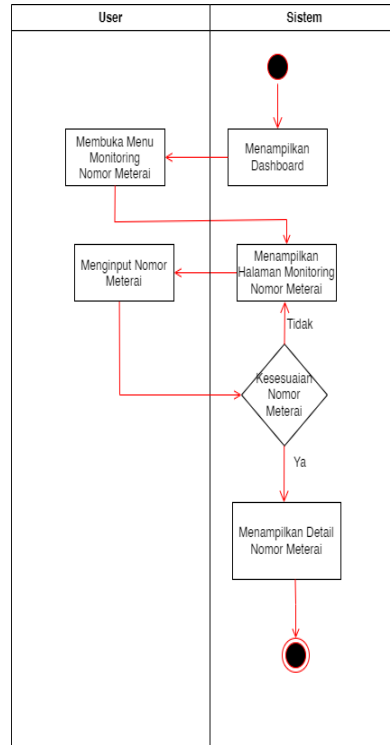 User
Sistem
Membuka Menu
Monitoring
Nomor Meterai
Menampilkan
Dashboard
Menginput Nomor
Meterai
Menampilkan
Halaman Monitoring
Nomor Meterai
Tidak
Kesesuaian
Nomor
Meterai
Ya
Menampilkan Detail
Nomor Meterai